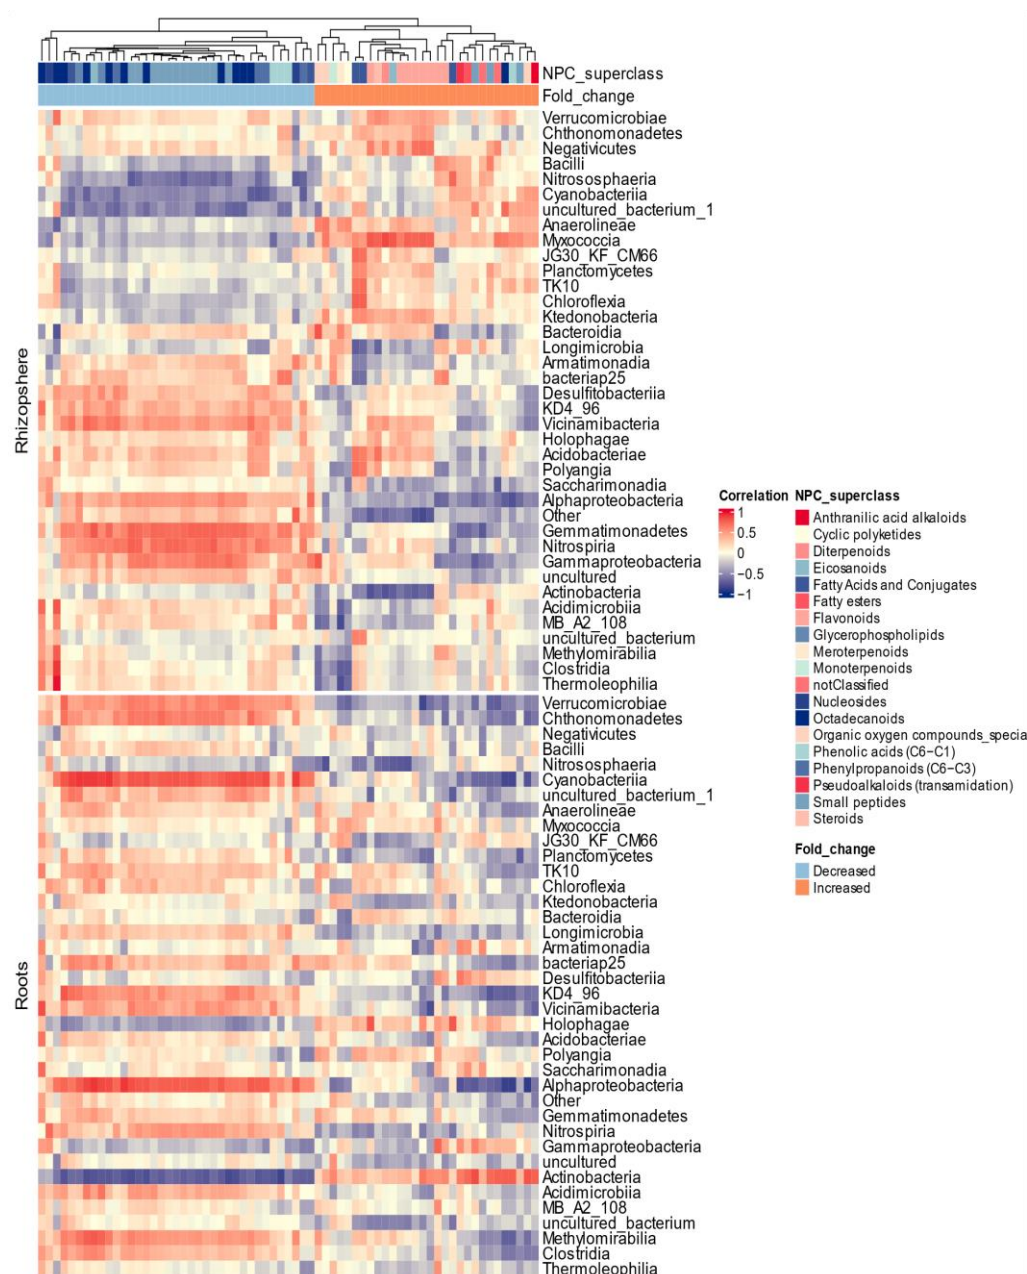 NPC_superclass
Fold_change
Rhizopshere
Verrucomicrobiae
Chthonomonadetes
Negativicutes
Bacilli
Nitrososphaeria
Cyanobacteriia
uncultured_bacterium_1
Anaerolineae
Myxococcia
JG30_KF_CM66
Planctomycetes
TK10
Chloroflexia
Ktedonobacteria
Bacteroidia
Longimicrobia
Armatimonadia
bacteriap25
Desulfitobacteriia
KD4_96
Vicinamibacteria
Holophagae
Acidobacteriae
Polyangia
Saccharimonadia
Alphaproteobacteria
Other
Gemmatimonadetes
Nitrospiria
Gammaproteobacteria
uncultured
Actinobacteria
Acidimicrobiia
MB_A2_108
uncultured_bacterium
Methylomirabilia
Clostridia
Thermoleophilia
Roots
Verrucomicrobiae
Chthonomonadetes
Negativicutes
Bacilli
Nitrososphaeria
Cyanobacteriia
uncultured_bacterium_1
Anaerolineae
Myxococcia
JG30_KF_CM66
Planctomycetes
TK10
Chloroflexia
Ktedonobacteria
Bacteroidia
Longimicrobia
Armatimonadia
bacteriap25
Desulfitobacteriia
KD4_96
Vicinamibacteria
Holophagae
Acidobacteriae
Polyangia
Saccharimonadia
Alphaproteobacteria
Other
Gemmatimonadetes
Nitrospiria
Gammaproteobacteria
uncultured
Actinobacteria
Acidimicrobiia
MB_A2_108
uncultured_bacterium
Methylomirabilia
Clostridia
Thermoleophilia
Correlation
1
0.5
0
−0.5
−1
NPC_superclass
Anthranilic acid alkaloids
Cyclic polyketides
Diterpenoids
Eicosanoids
Fatty Acids and Conjugates
Fatty esters
Flavonoids
Glycerophospholipids
Meroterpenoids
Monoterpenoids
notClassified
Nucleosides
Octadecanoids
Organic oxygen compounds_specia
Phenolic acids (C6−C1)
Phenylpropanoids (C6−C3)
Pseudoalkaloids (transamidation)
Small peptides
Steroids
Fold_change
Decreased
Increased